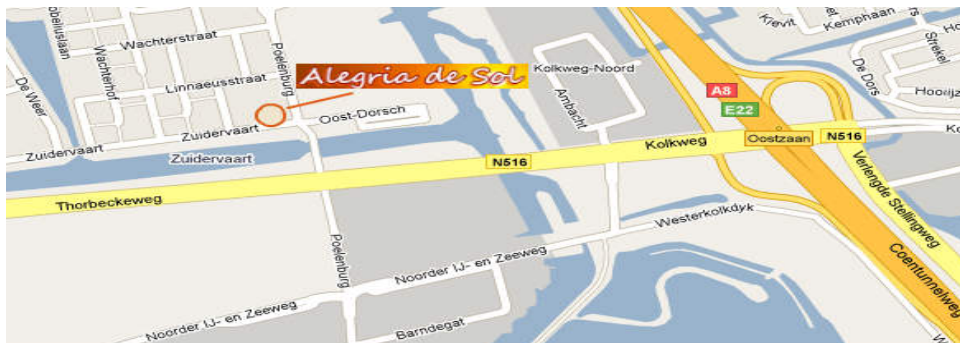 Wachterstraat
Poelenburg
Kievit
Kemphaan
De Weer
Wachterhof
Linnaeusstraat
Alegria de Sol
Kolkweg-Noord
De Dors
Strekel
A8
Ambacht
E22
Oost-Dorsch
Zuidervaart
Zuidervaart
Zuidervaart
Kolkweg
Oostzaan
N516
N516
Verlengde Stellingweg
Thorbeckeweg
Westerkolkdyk
Poelenburg
Noorder IJ- en Zeeweg
Coentunnelweg
Noorder IJ- en Zeeweg
Barndegat